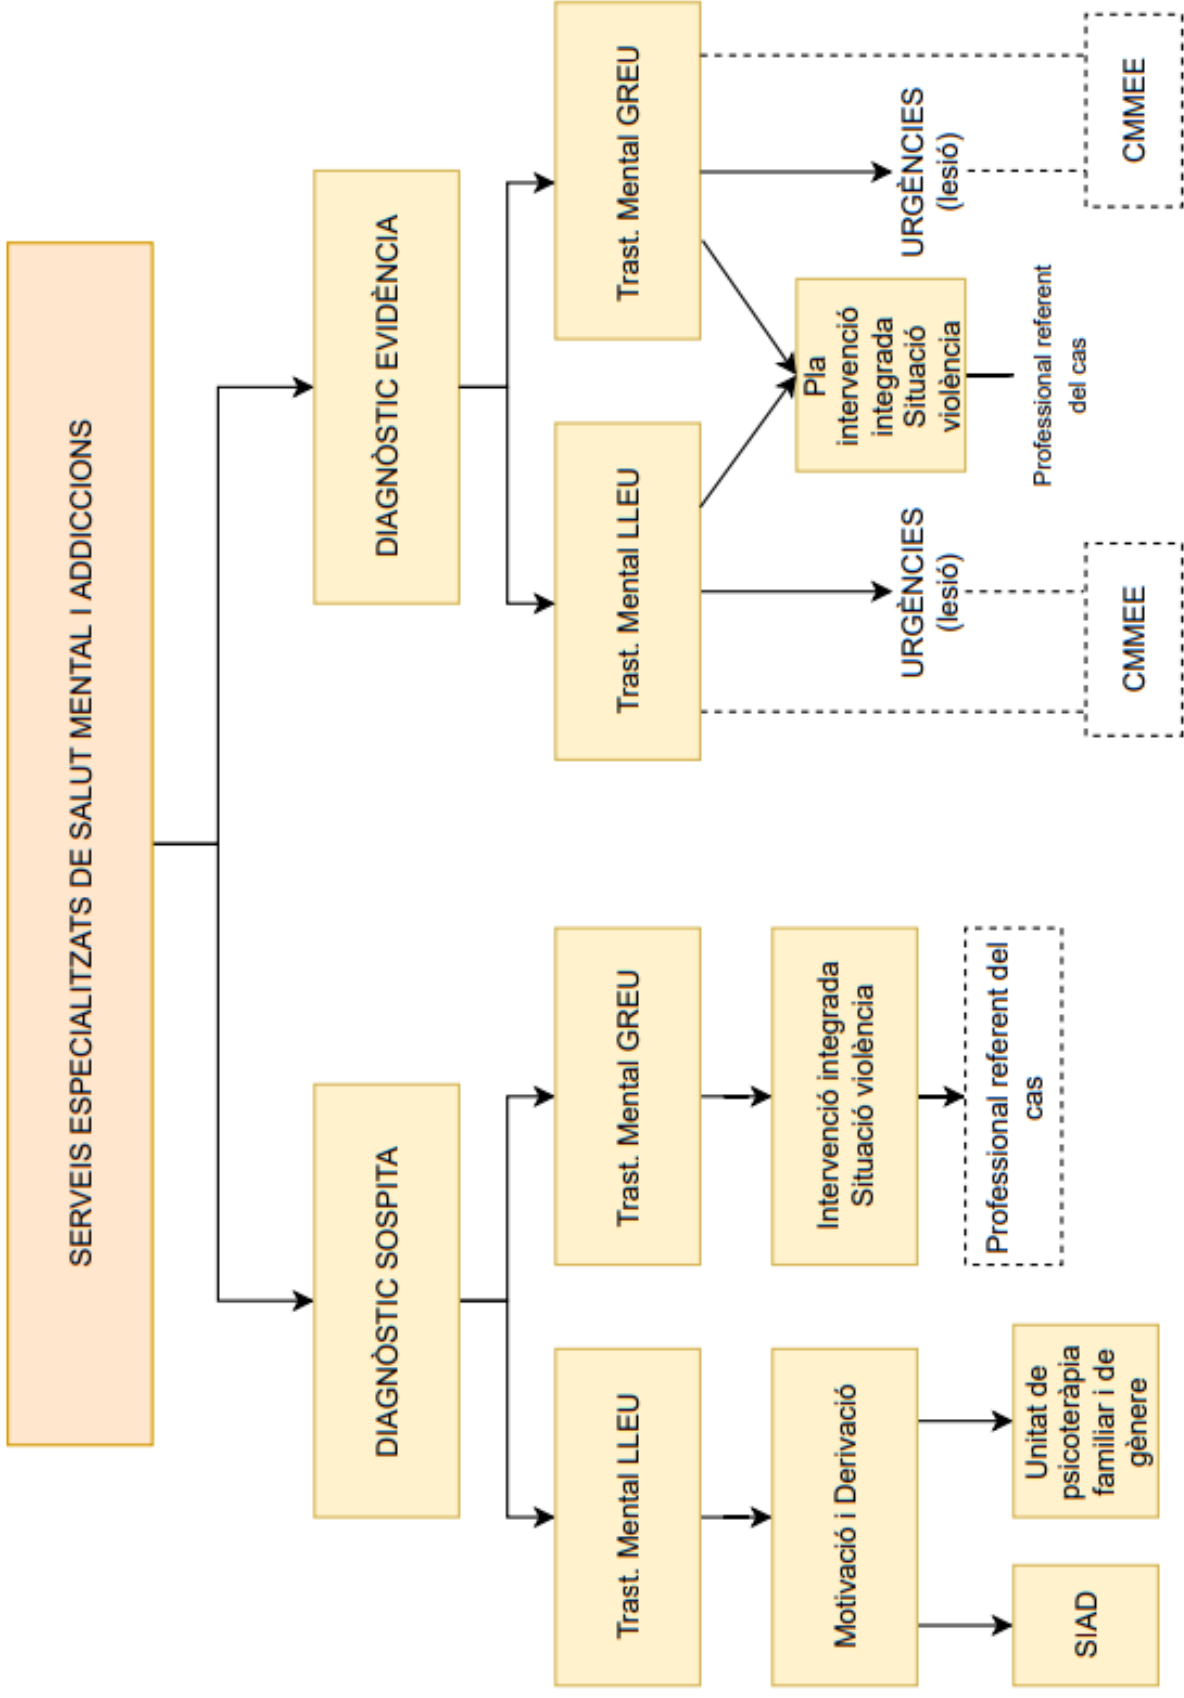 SERVEIS ESPECIALITZATS DE SALUT MENTAL I ADDICCIONS
DIAGNÒSTIC SOSPITA
DIAGNÒSTIC EVIDÈNCIA
Trast. Mental LLEU
Trast. Mental GREU
Trast. Mental LLEU
Trast. Mental GREU
Motivació i Derivació
Intervenció integrada
Situació violència
URGÈNCIES
(lesió)
Pla
intervenció
integrada
Situació
violència
URGÈNCIES
(lesió)
SIAD
Unitat de
psicoteràpia
familiar i de
gènere
Professional referent del
cas
CMMEE
Professional referent
del cas
CMMEE